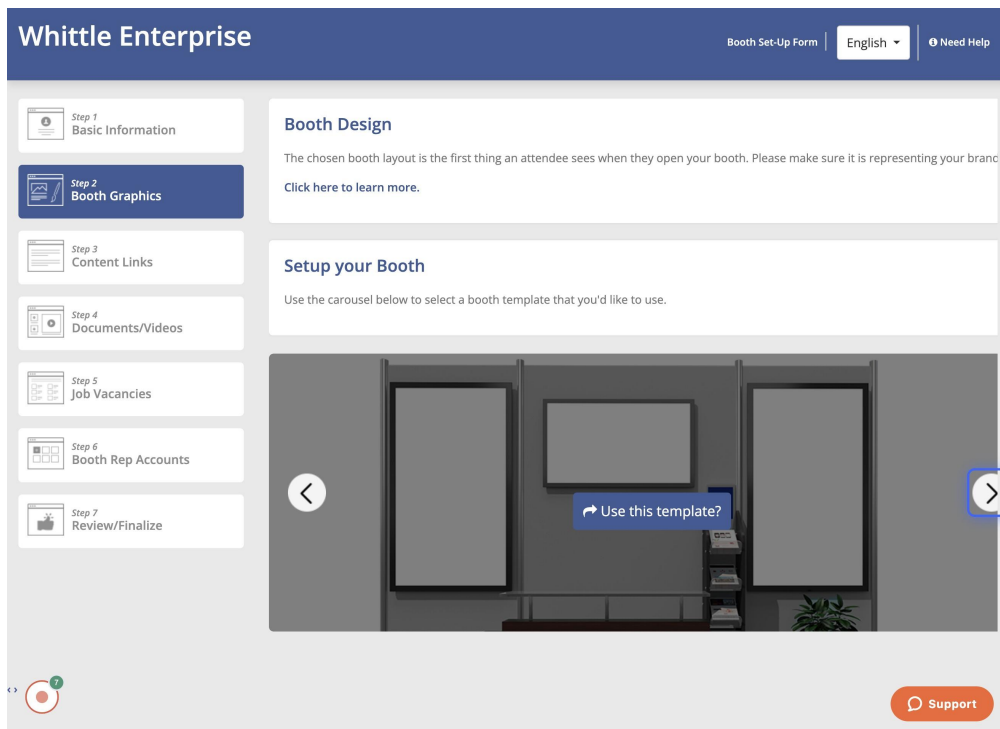 Whittle Enterprise
Booth Set-Up Form
English
Need Help
Step 1
Basic Information
Step 2
Booth Graphics
Step 3
Content Links
Step 4
Documents/Videos
Step 5
Job Vacancies
Step 6
Booth Rep Accounts
Step 7
Review/Finalize
Booth Design
The chosen booth layout is the first thing an attendee sees when they open your booth. Please make sure it is representing your brand
Click here to learn more.
Setup your Booth
Use the carousel below to select a booth template that you'd like to use.
Use this template?
7
Support